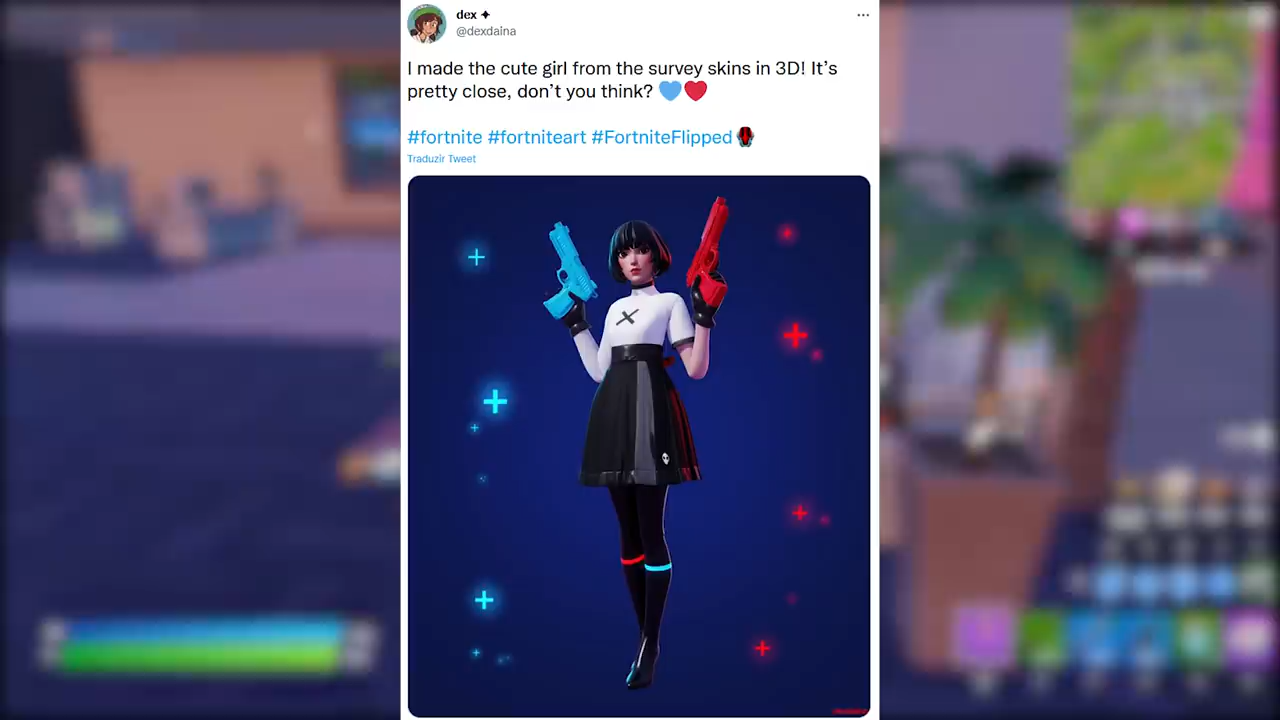 dex ✦
@dexdaina
I made the cute girl from the survey skins in 3D! It's
pretty close, don't you think? 💙❤️
#fortnite #fortniteart #FortniteFlipped
Traduzir Tweet